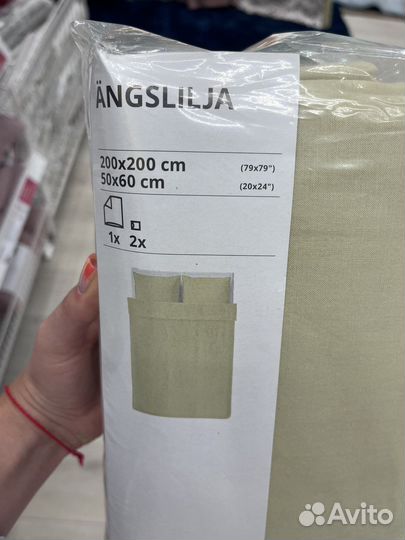 ÄNGSLILJA
200x200 cm (79x79")
50x60 cm (20x24")
1x 2x
Avito